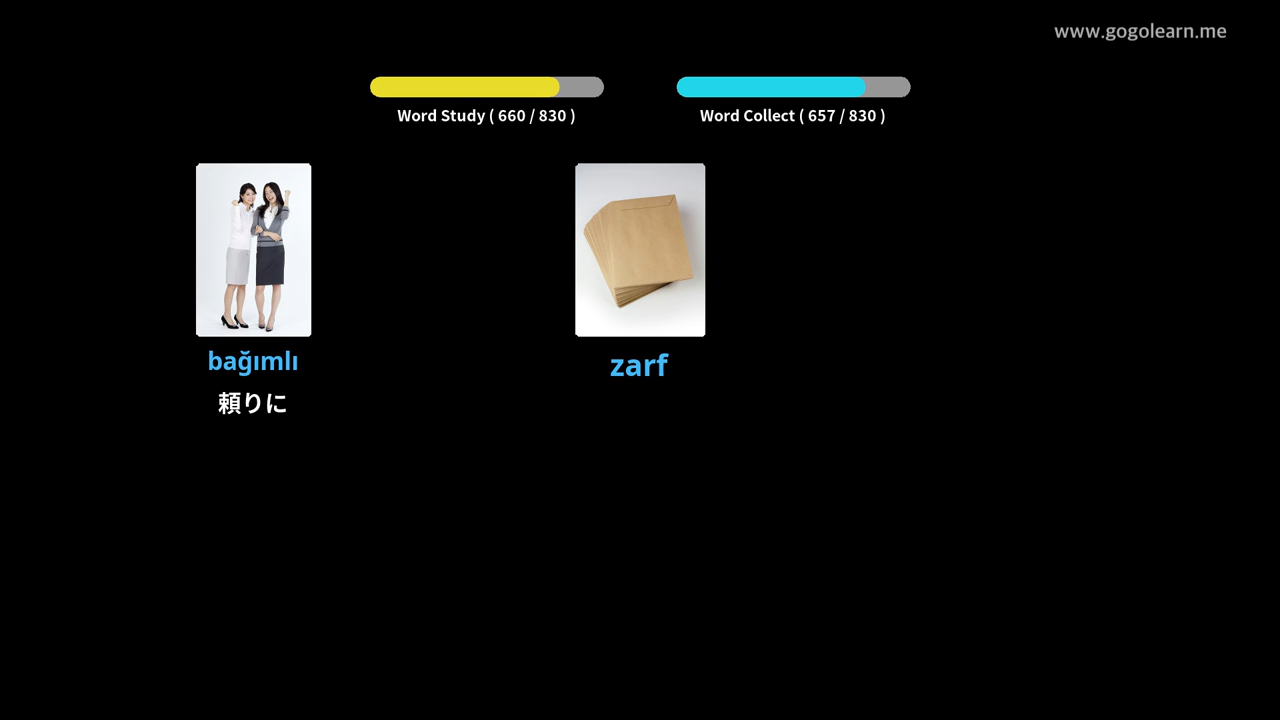 www.gogolearn.me
Word Study ( 660 / 830 )
Word Collect ( 657 / 830 )
bağımlı
頼りに
zarf